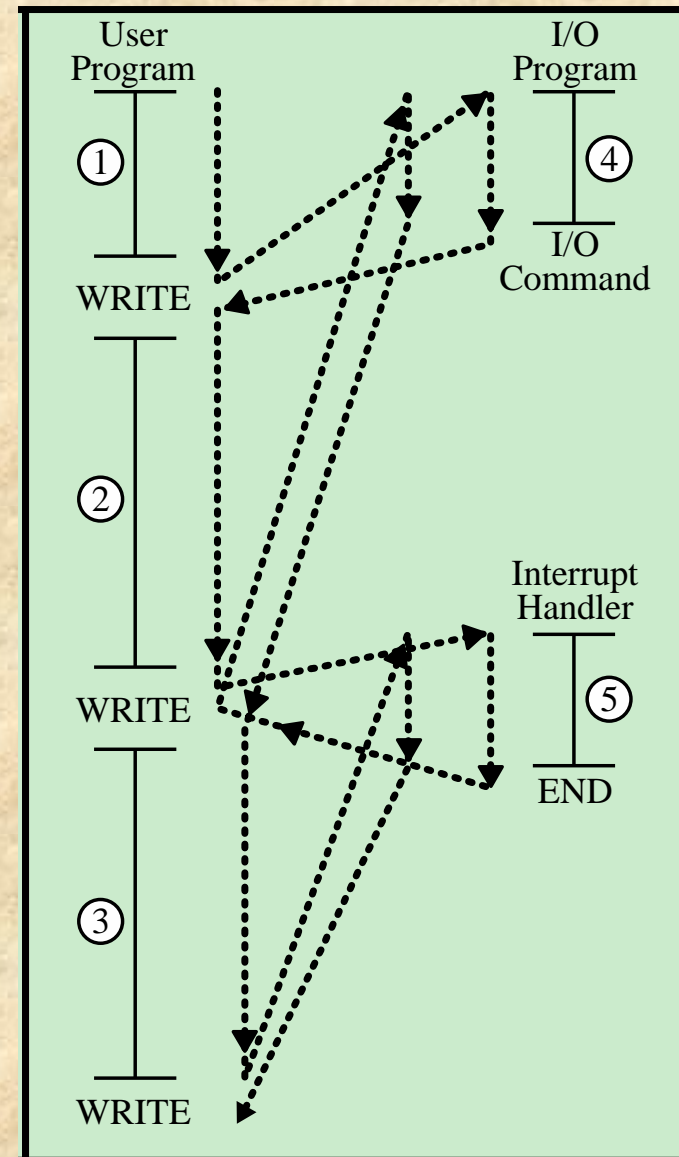 User
Program
I/O
Program
1
4
WRITE
I/O
Command
2
Interrupt
Handler
WRITE
5
END
3
WRITE